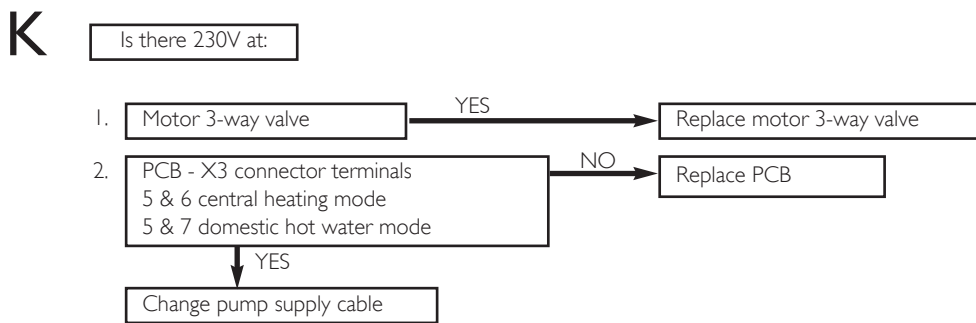 K
Is there 230V at:
1. Motor 3-way valve
YES
Replace motor 3-way valve
2. PCB - X3 connector terminals
5 & 6 central heating mode
5 & 7 domestic hot water mode
NO
Replace PCB
YES
Change pump supply cable